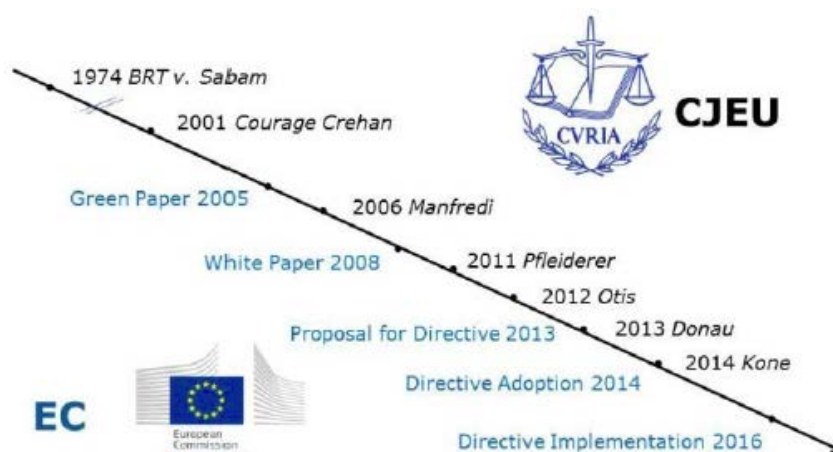 1974 BRT v. Sabam
CVRIA
CJEU
2001 Courage Crehan
Green Paper 2005
2006 Manfredi
White Paper 2008
2011 Pfleiderer
2012 Otis
Proposal for Directive 2013
2013 Donau
2014 Kone
Directive Adoption 2014
EC
European
Commission
Directive Implementation 2016